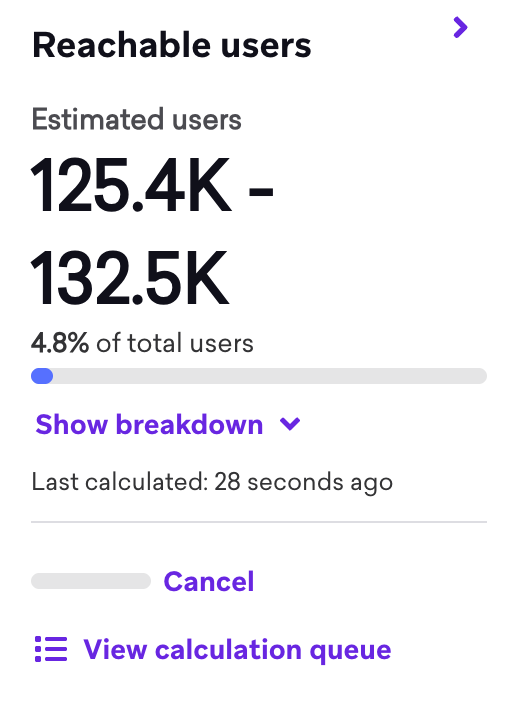 Reachable users
Estimated users
125.4K -
132.5K
4.8% of total users
Show breakdown
Last calculated: 28 seconds ago
Cancel
View calculation queue